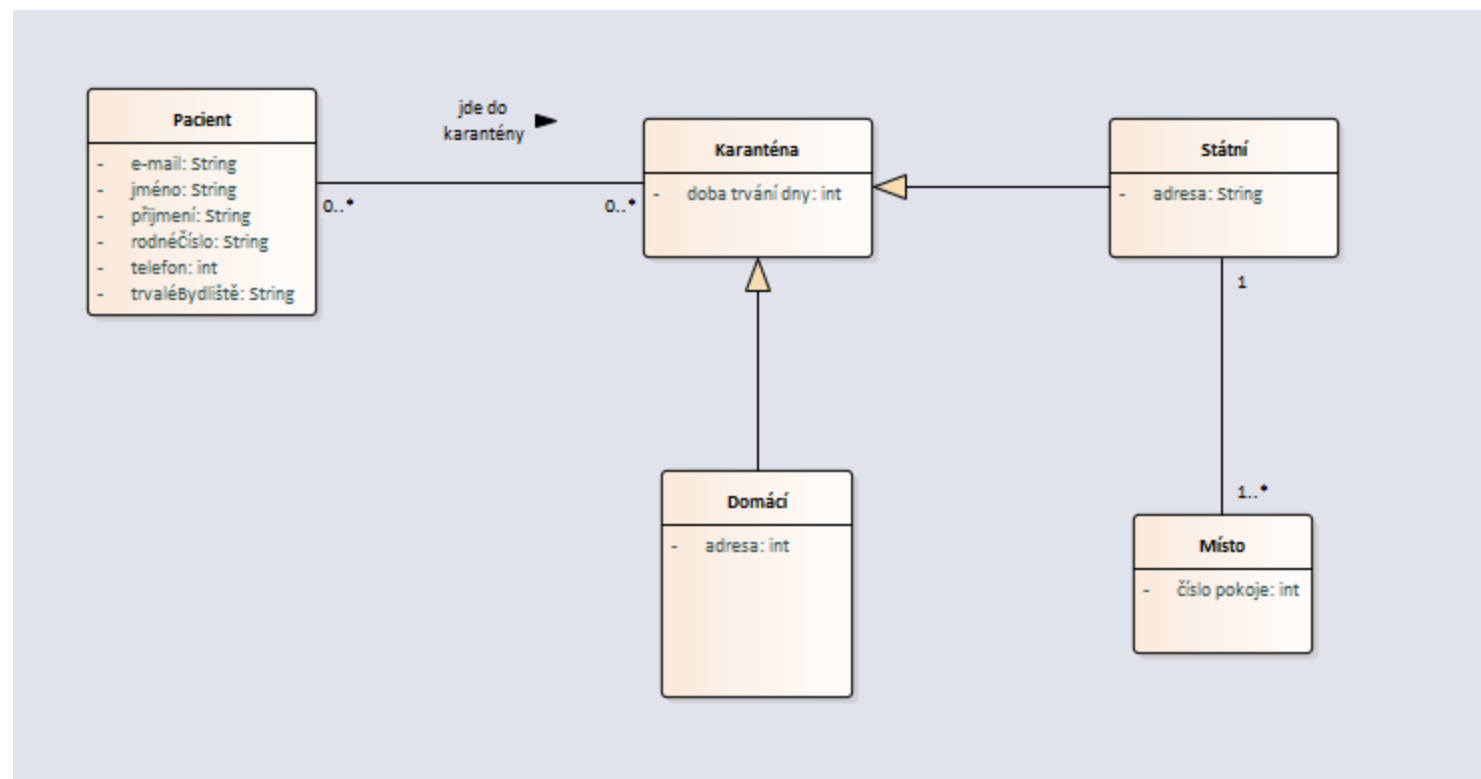 Pacient
- e-mail: String
- jméno: String
- přijmení: String
- rodnéČíslo: String
- telefon: int
- trvaléBydliště: String
jde do
karantény
0..*
0..*
Karanténa
- doba trvání dny: int
Státní
- adresa: String
1
1..*
Domácí
- adresa: int
Místo
- číslo pokoje: int